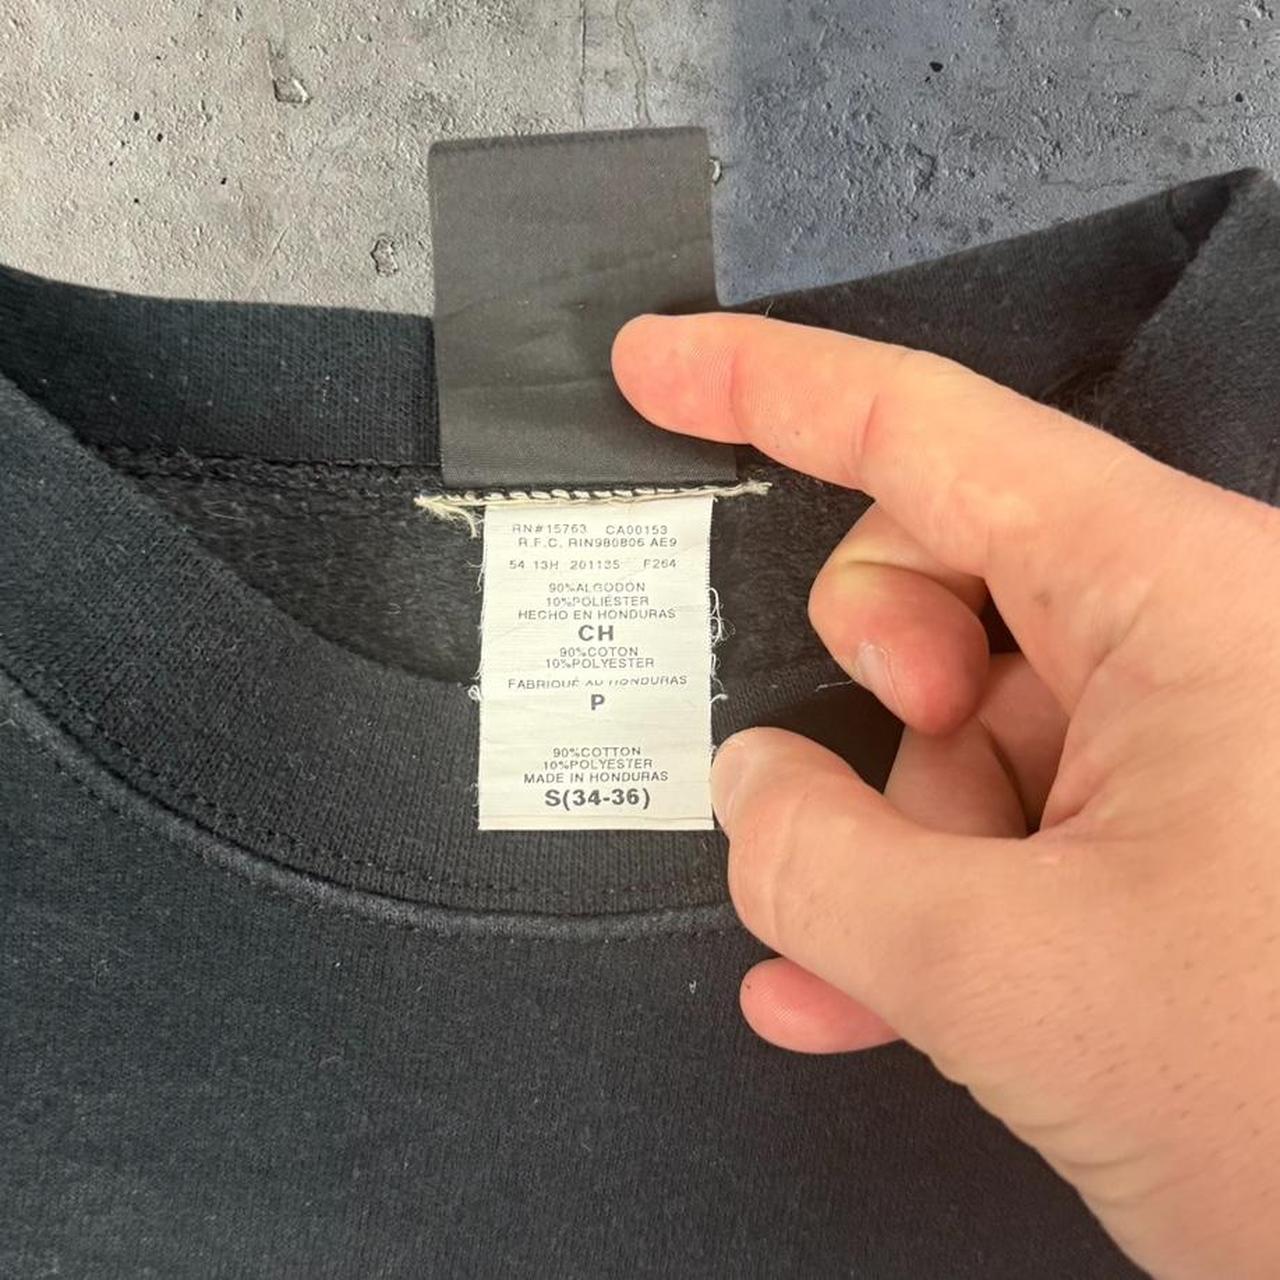 RN#15763 CA00153
R.F.C. RIN980806 AE9
54 13H 201135 F264
90%ALGODON
10%POLIÉSTER
HECHO EN HONDURAS
CH
90%COTON
10%POLYESTER
FABRIQUÉ AU HONDURAS
P
90%COTTON
10%POLYESTER
MADE IN HONDURAS
S(34-36)